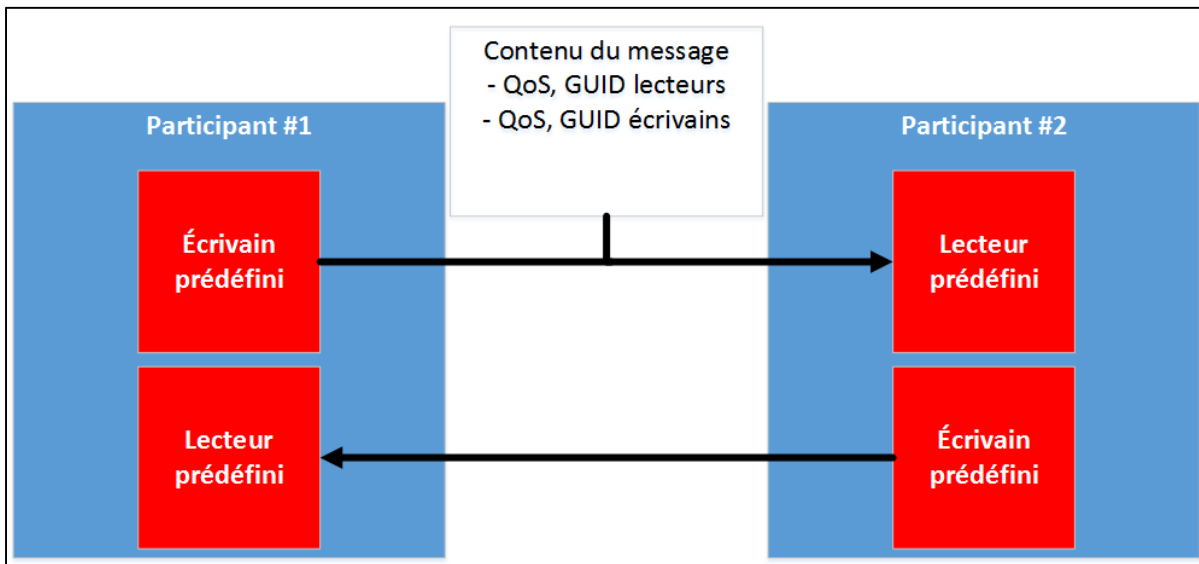 Contenu du message
- QoS, GUID lecteurs
- QoS, GUID écrivains
Participant #1
Participant #2
Écrivain
prédéfini
Lecteur
prédéfini
Lecteur
prédéfini
Écrivain
prédéfini